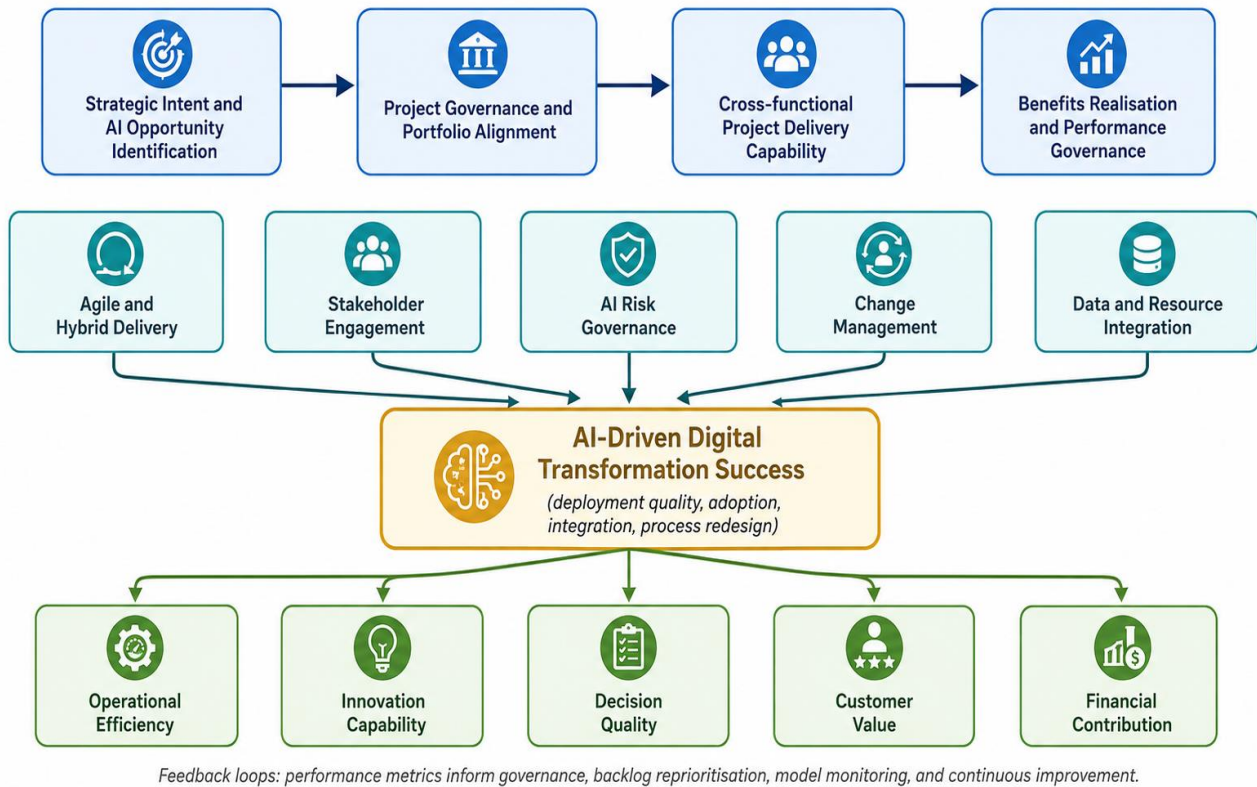 Strategic Intent and
AI Opportunity
Identification
Project Governance and
Portfolio Alignment
Cross-functional
Project Delivery
Capability
Benefits Realisation
and Performance
Governance
Agile and
Hybrid Delivery
Stakeholder
Engagement
AI Risk
Governance
Change
Management
Data and Resource
Integration
AI-Driven Digital
Transformation Success
(deployment quality, adoption,
integration, process redesign)
Operational
Efficiency
Innovation
Capability
Decision
Quality
Customer
Value
$
Financial
Contribution
Feedback loops: performance metrics inform governance, backlog reprioritisation, model monitoring, and continuous improvement.